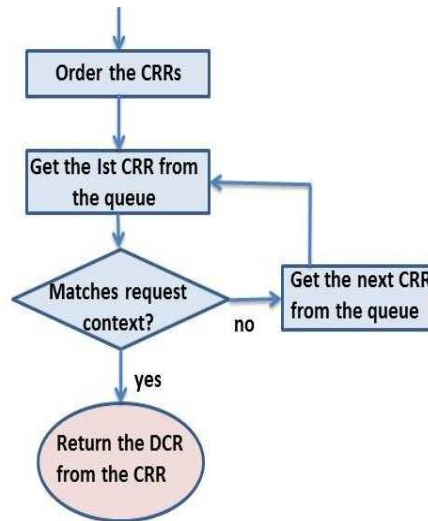 Order the CRRs
Get the Ist CRR from
the queue
Matches request
context?
no
Get the next CRR
from the queue
yes
Return the DCR
from the CRR